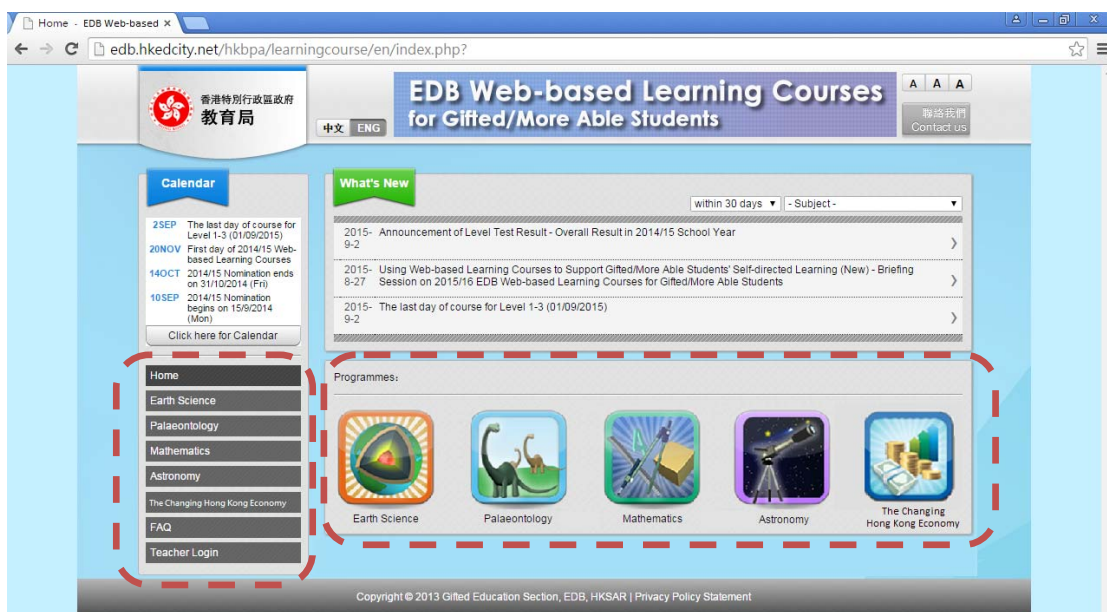 Home - EDB Web-based
edb.hkedcity.net/hkbpa/learningcourse/en/index.php?
香港特別行政區政府
教育局
中文 ENG
EDB Web-based Learning Courses
for Gifted/More Able Students
A A A
聯絡我們
Contact us
Calendar
2SEP The last day of course for
Level 1-3 (01/09/2015)
20NOV First day of 2014/15 Web-
based Learning Courses
14OCT 2014/15 Nomination ends
on 31/10/2014 (Fri)
10SEP 2014/15 Nomination
begins on 15/9/2014
(Mon)
Click here for Calendar
Home
Earth Science
Palaeontology
Mathematics
Astronomy
The Changing Hong Kong Economy
FAQ
Teacher Login
What's New
within 30 days - Subject -
2015- Announcement of Level Test Result - Overall Result in 2014/15 School Year
9-2
2015- Using Web-based Learning Courses to Support Gifted/More Able Students' Self-directed Learning (New) - Briefing
8-27 Session on 2015/16 EDB Web-based Learning Courses for Gifted/More Able Students
2015- The last day of course for Level 1-3 (01/09/2015)
9-2
Programmes:
Earth Science
Palaeontology
Mathematics
Astronomy
The Changing
Hong Kong Economy
Copyright © 2013 Gifted Education Section, EDB, HKSAR | Privacy Policy Statement